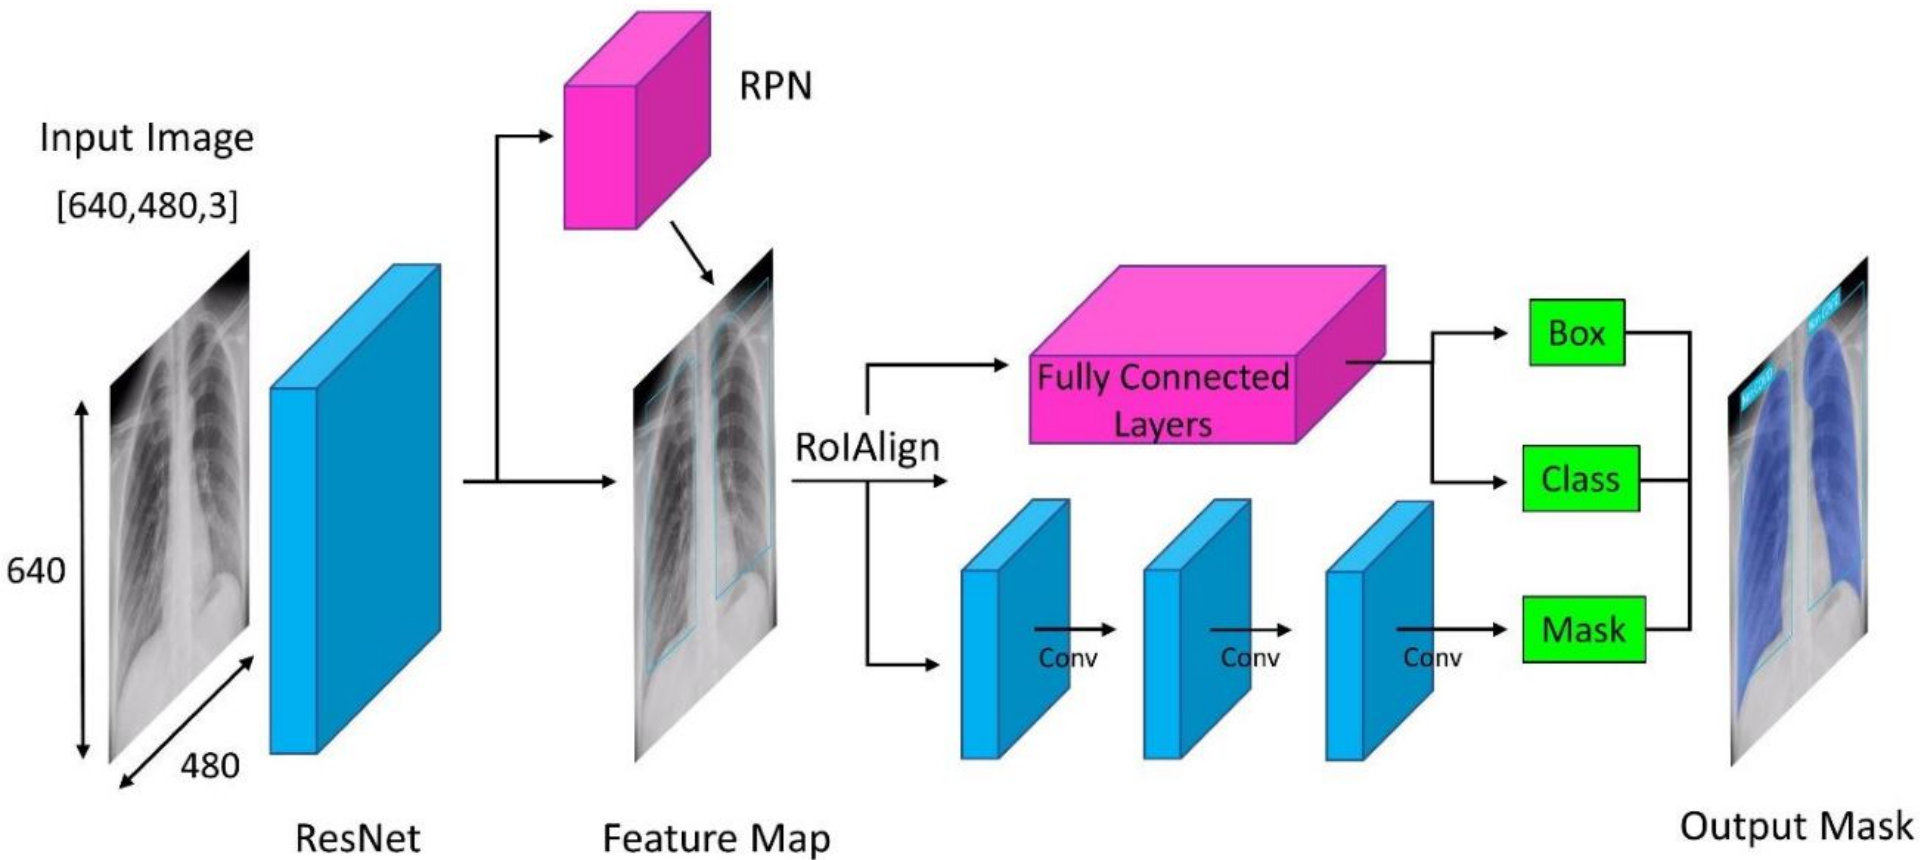 RPN
Input Image
[640,480,3]
Fully Connected
Layers
Box
RoIAlign
Class
640
Conv
Conv
Conv
Mask
480
ResNet
Feature Map
Output Mask